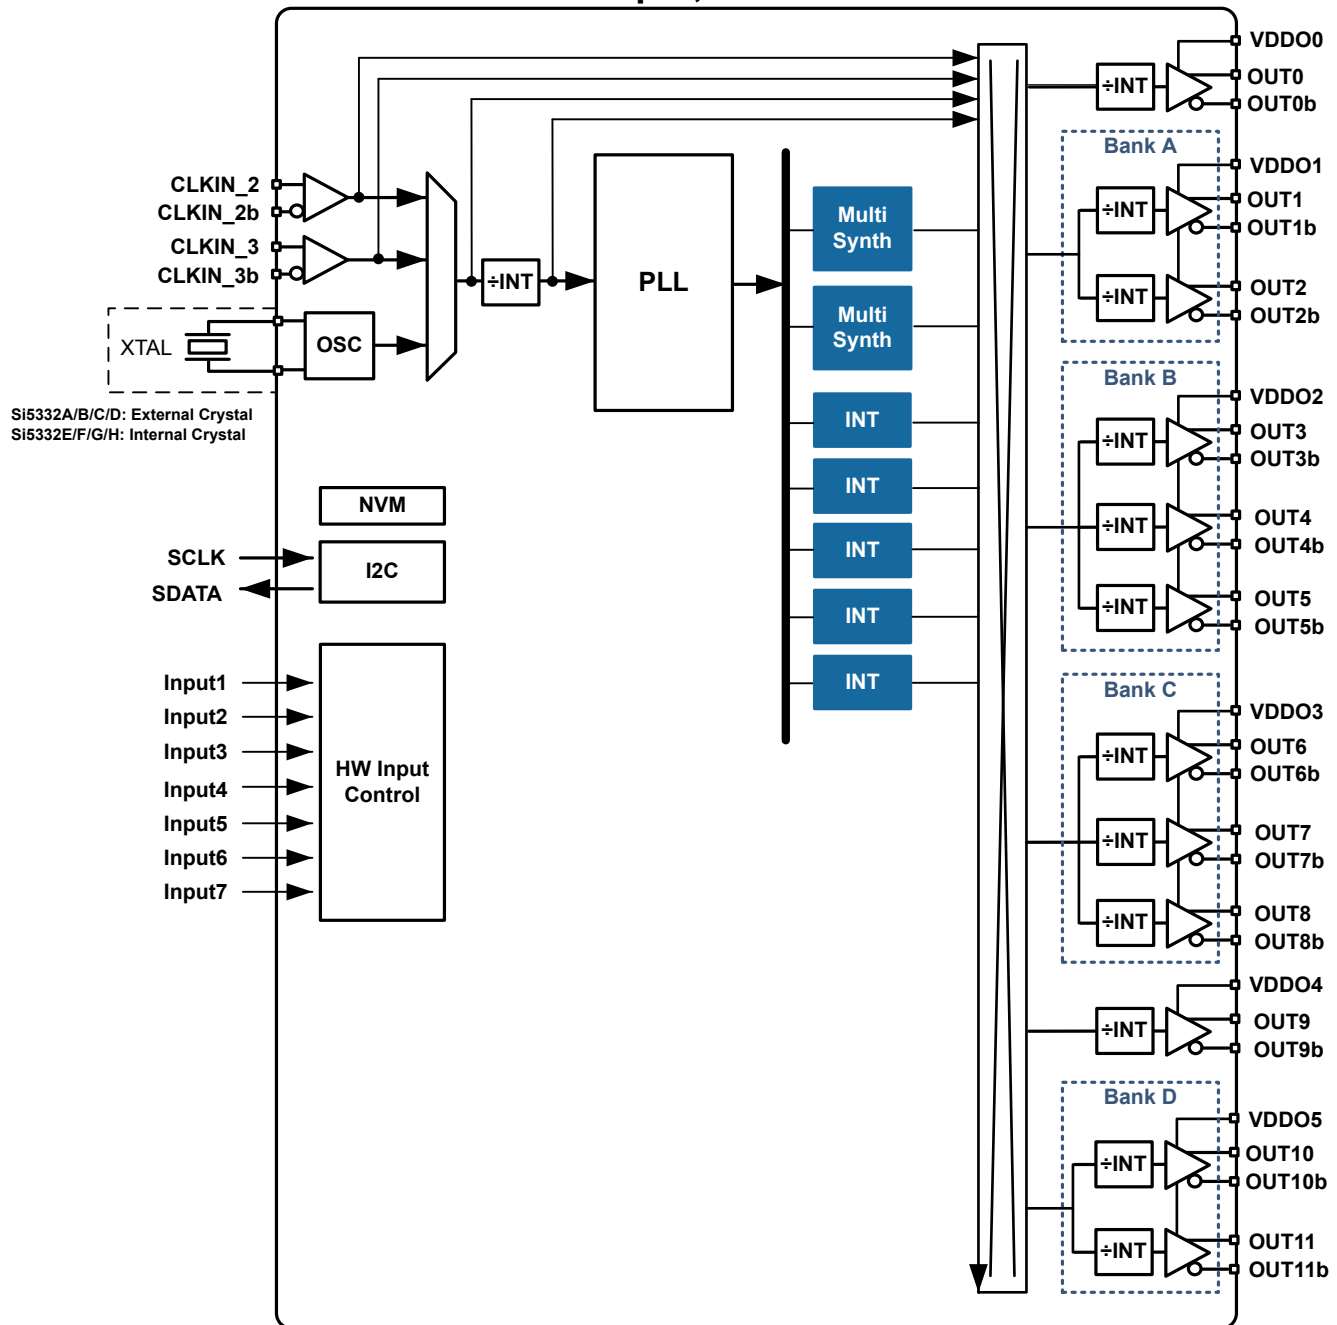 VDDO0
OUT0
OUT0b
÷INT
Bank A
VDDO1
OUT1
OUT1b
÷INT
OUT2
OUT2b
÷INT
CLKIN_2
CLKIN_2b
CLKIN_3
CLKIN_3b
XTAL
OSC
÷INT
PLL
Multi
Synth
Multi
Synth
INT
INT
INT
INT
INT
Si5332A/B/C/D: External Crystal
Si5332E/F/G/H: Internal Crystal
NVM
SCLK
SDATA
I2C
Input1
Input2
Input3
Input4
Input5
Input6
Input7
HW Input
Control
Bank B
VDDO2
OUT3
OUT3b
÷INT
OUT4
OUT4b
÷INT
OUT5
OUT5b
÷INT
Bank C
VDDO3
OUT6
OUT6b
÷INT
OUT7
OUT7b
÷INT
OUT8
OUT8b
÷INT
VDDO4
OUT9
OUT9b
÷INT
Bank D
VDDO5
OUT10
OUT10b
÷INT
OUT11
OUT11b
÷INT